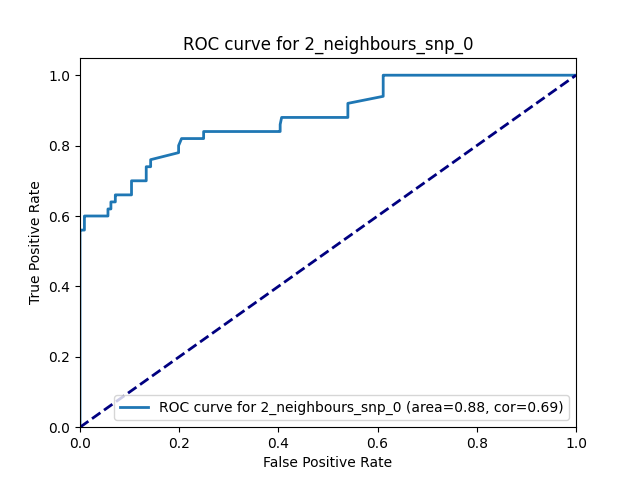 ROC curve for 2_neighbours_snp_0
1.0
0.8
0.6
0.4
0.2
0.0
True Positive Rate
ROC curve for 2_neighbours_snp_0 (area=0.88, cor=0.69)
0.0 0.2 0.4 0.6 0.8 1.0
False Positive Rate